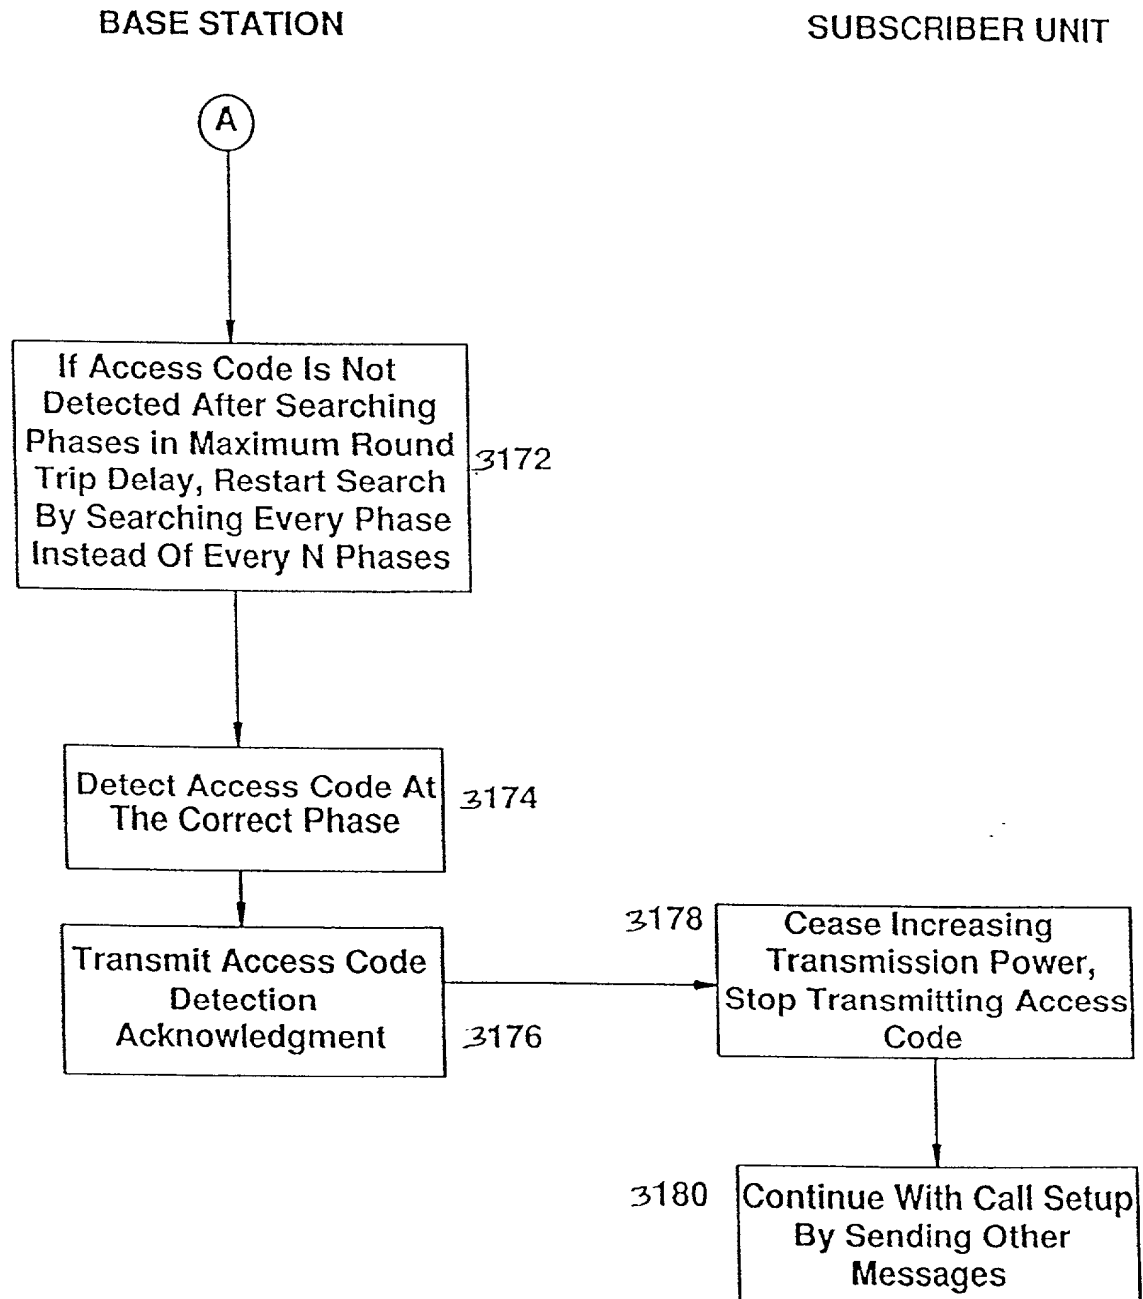 BASE STATION
SUBSCRIBER UNIT
A
If Access Code Is Not
Detected After Searching
Phases in Maximum Round
Trip Delay, Restart Search
By Searching Every Phase
Instead Of Every N Phases
3172
Detect Access Code At
The Correct Phase
3174
Transmit Access Code
Detection
Acknowledgment
3176
3178
Cease Increasing
Transmission Power,
Stop Transmitting Access
Code
3180
Continue With Call Setup
By Sending Other
Messages